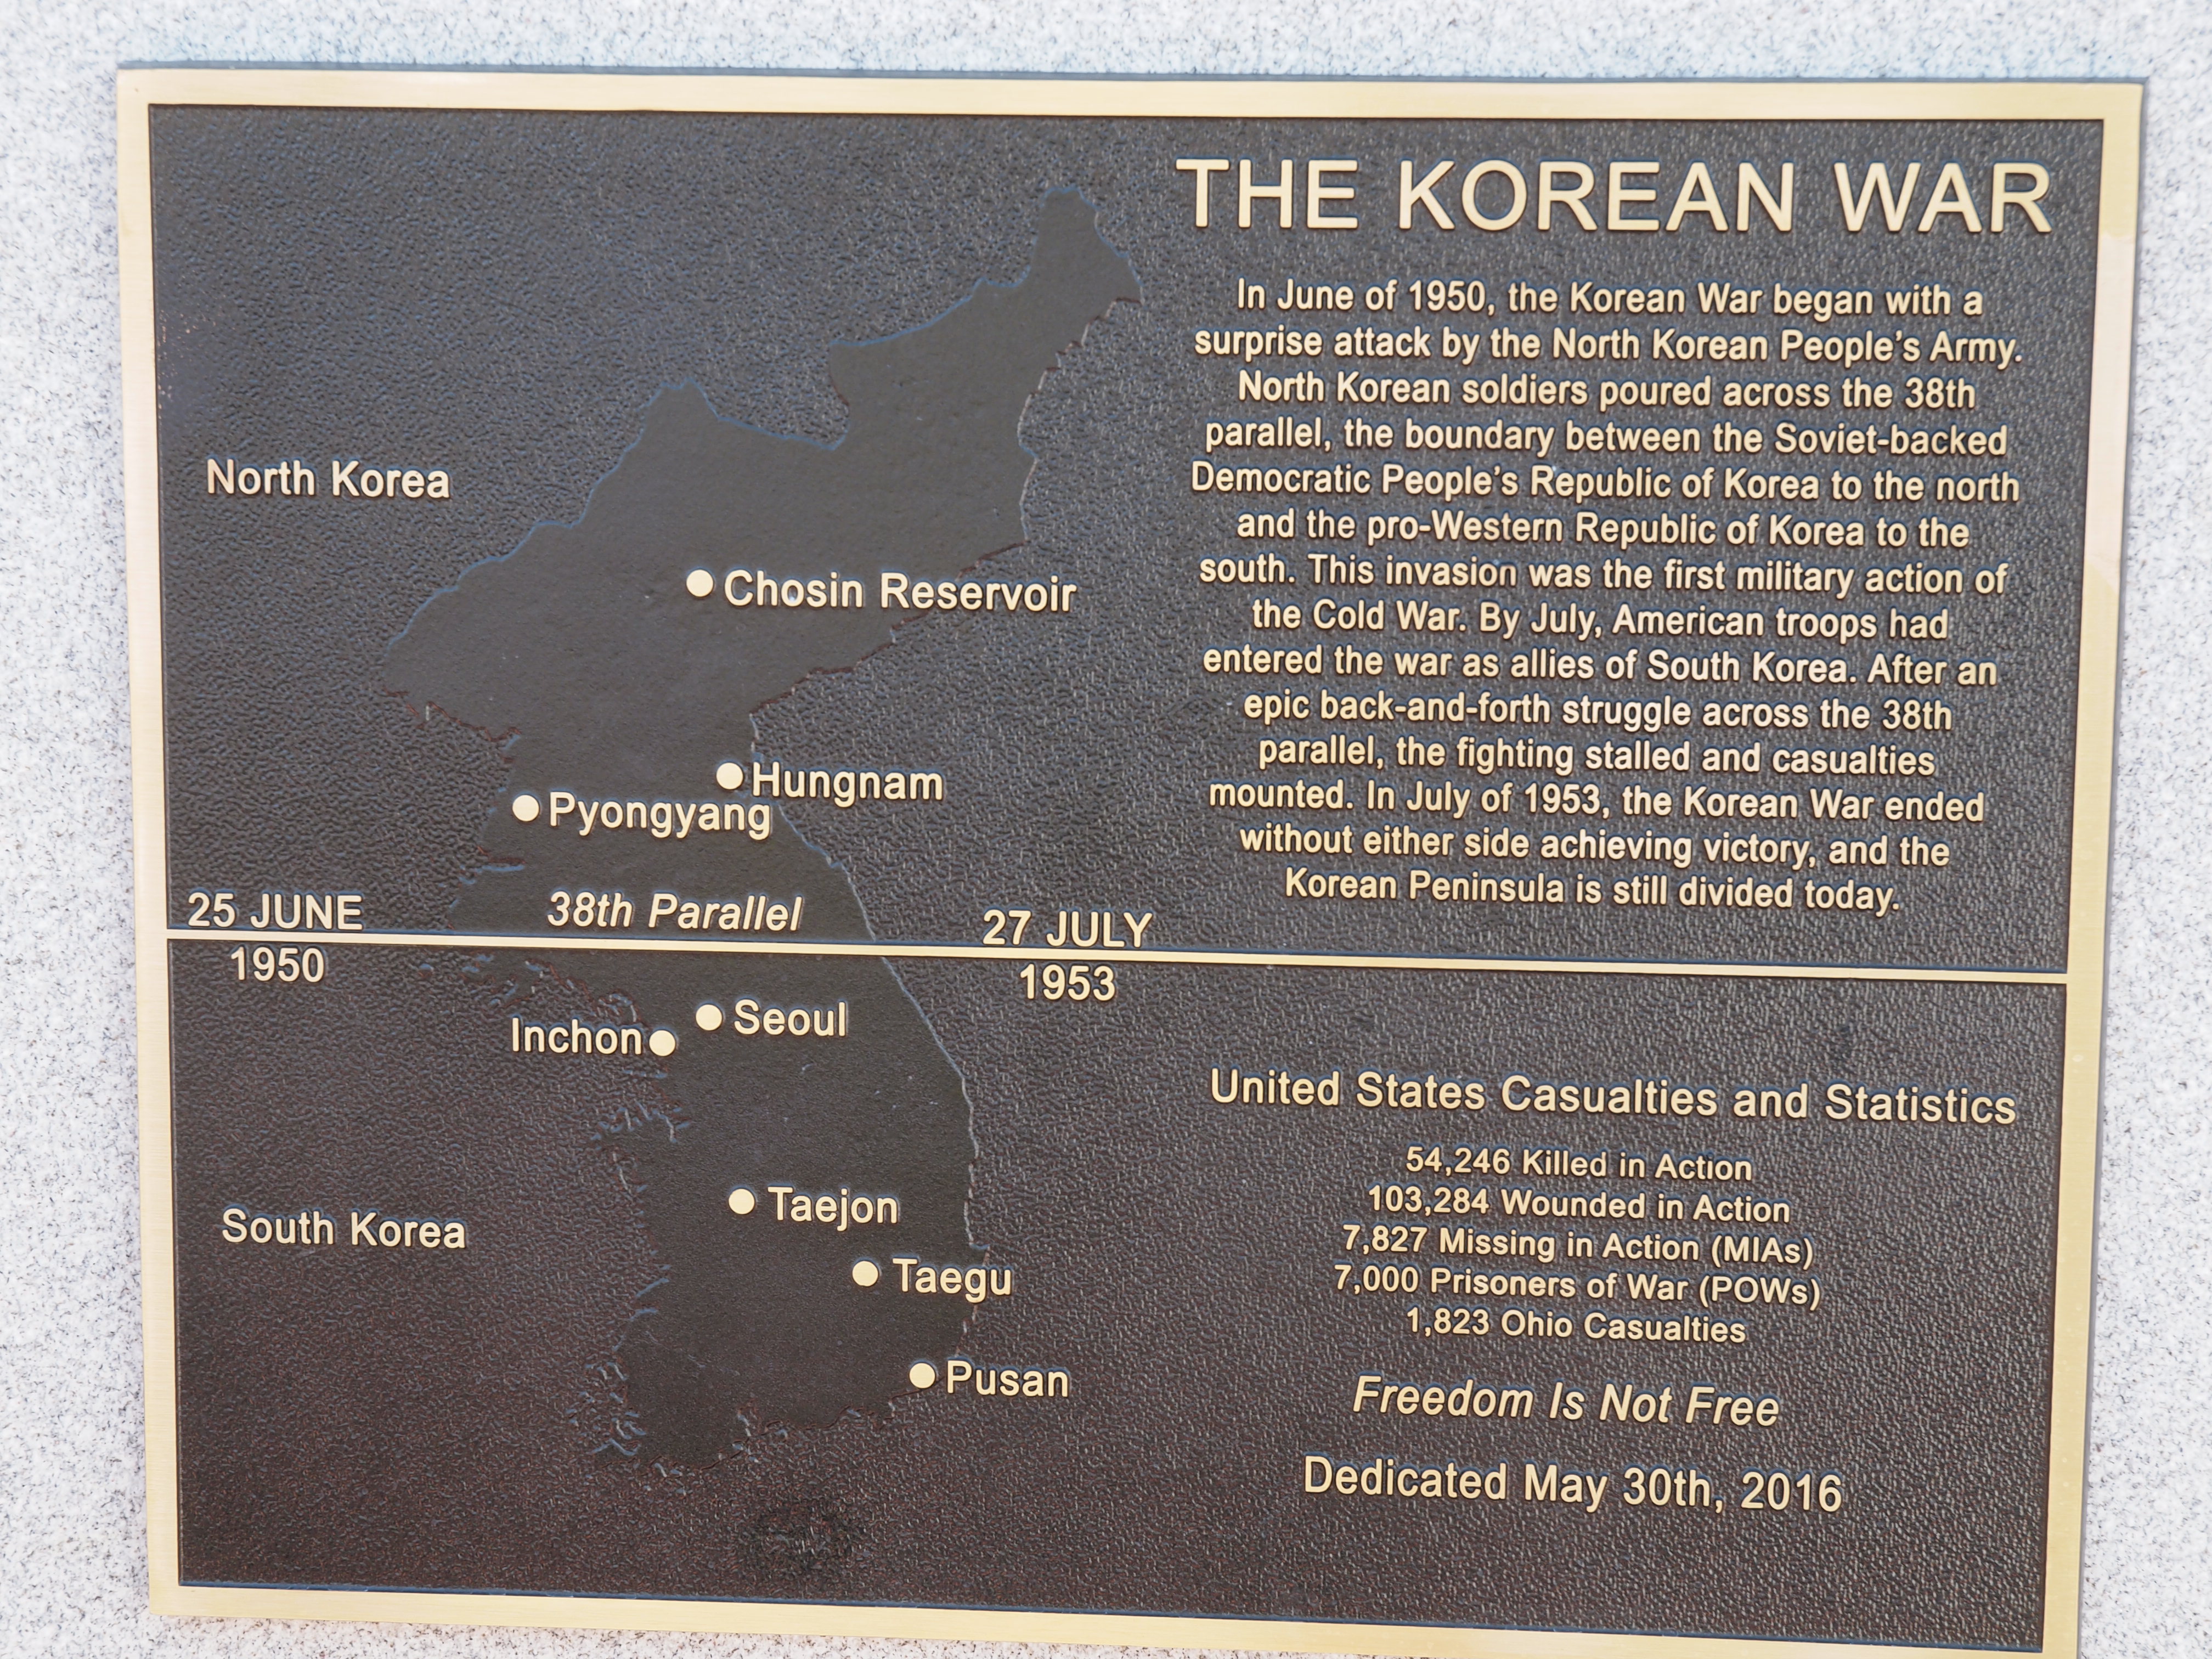 THE KOREAN WAR
In June of 1950, the Korean War began with a
surprise attack by the North Korean People's Army.
North Korean soldiers poured across the 38th
parallel, the boundary between the Soviet-backed
Democratic People's Republic of Korea to the north
and the pro-Western Republic of Korea to the
south. This invasion was the first military action of
the Cold War. By July, American troops had
entered the war as allies of South Korea. After an
epic back-and-forth struggle across the 38th
parallel, the fighting stalled and casualties
mounted. In July of 1953, the Korean War ended
without either side achieving victory, and the
Korean Peninsula is still divided today.
North Korea
Chosin Reservoir
Hungnam
Pyongyang
25 JUNE
1950
38th Parallel
27 JULY
1953
Seoul
Inchon
Taejon
South Korea
Taegu
Pusan
United States Casualties and Statistics
54,246 Killed in Action
103,284 Wounded in Action
7,827 Missing in Action (MIAs)
7,000 Prisoners of War (POWs)
1,823 Ohio Casualties
Freedom Is Not Free
Dedicated May 30th, 2016